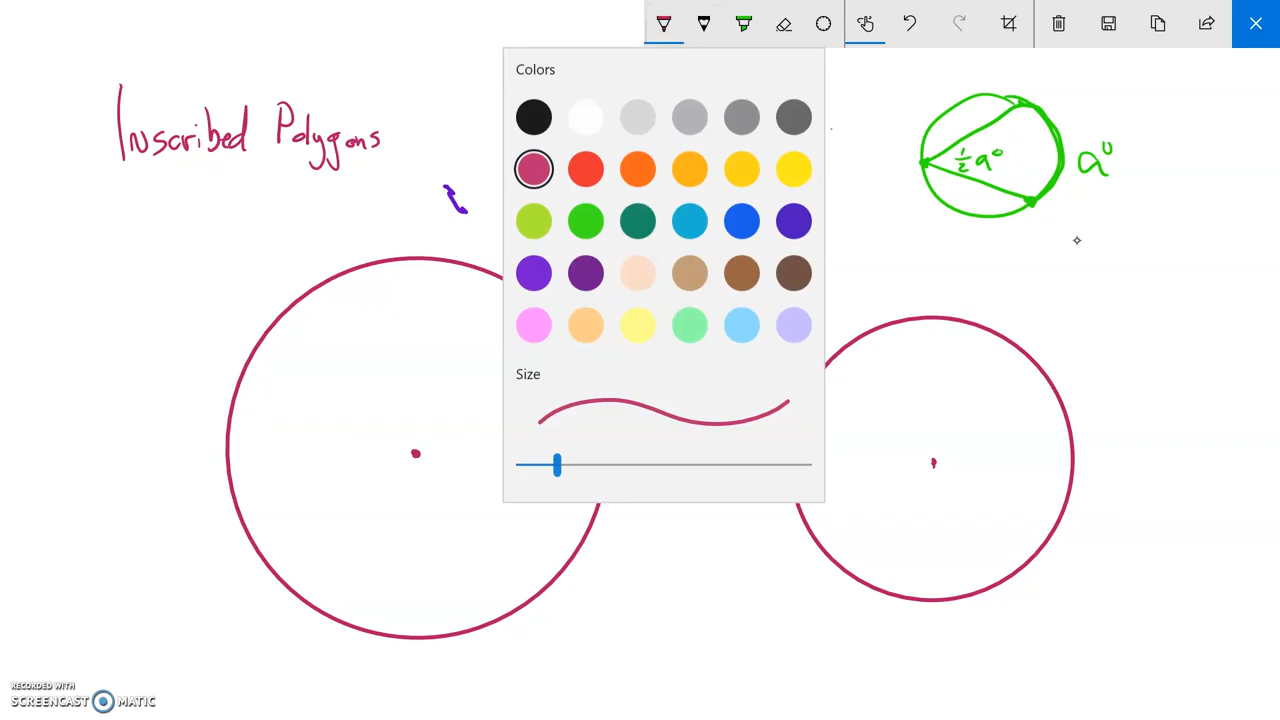 Colors
Inscribed Polygons
½a°
a°
Size
RECORDED WITH
SCREENCAST MATIC